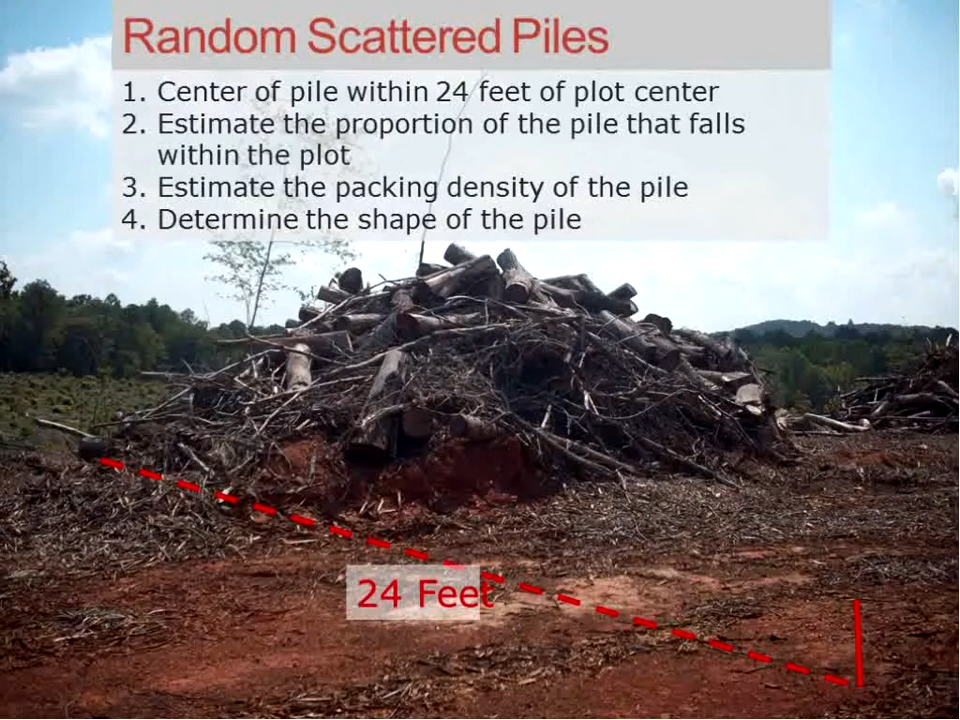 Random Scattered Piles
1. Center of pile within 24 feet of plot center
2. Estimate the proportion of the pile that falls
within the plot
3. Estimate the packing density of the pile
4. Determine the shape of the pile
24 Feet